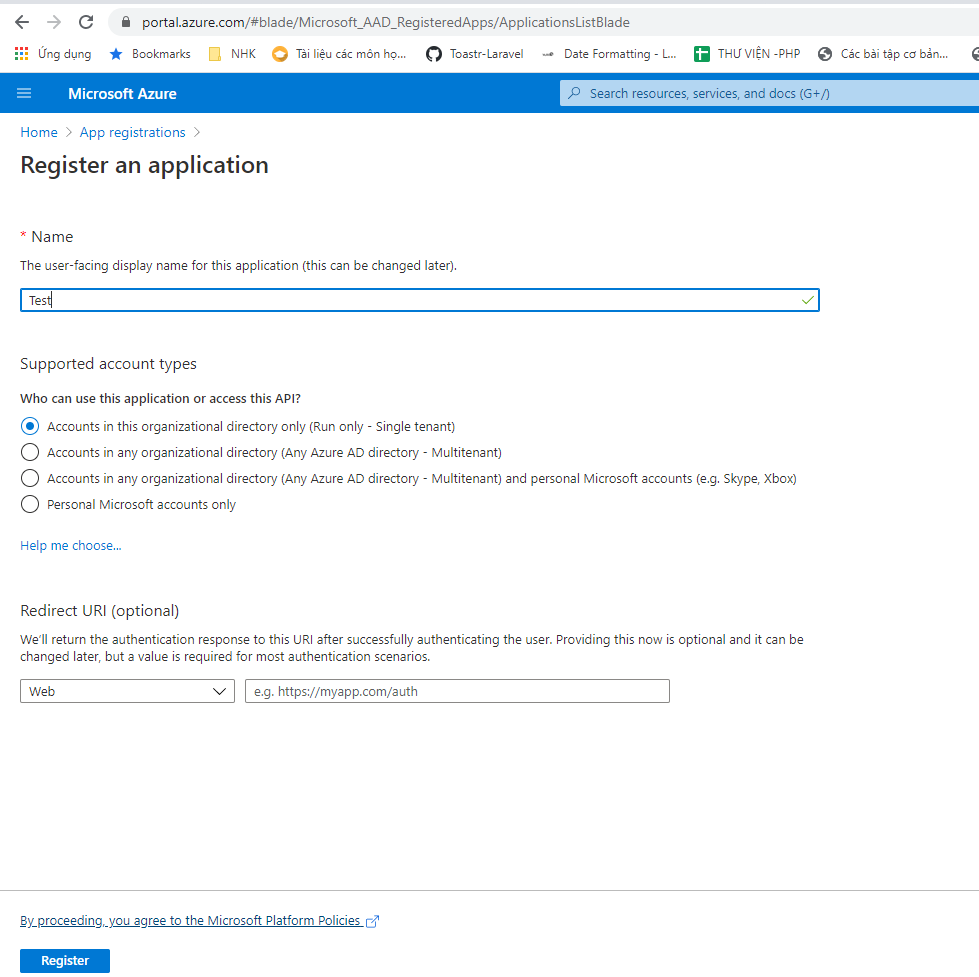 portal.azure.com/#blade/Microsoft_AAD_RegisteredApps/ApplicationsListBlade
Ứng dụng Bookmarks NHK Tài liệu các môn họ... Toastr-Laravel Date Formatting - L... THƯ VIỆN -PHP Các bài tập cơ bản...
Microsoft Azure Search resources, services, and docs (G+/)
Home > App registrations >
Register an application
* Name
The user-facing display name for this application (this can be changed later).
Test
Supported account types
Who can use this application or access this API?
Accounts in this organizational directory only (Run only - Single tenant)
Accounts in any organizational directory (Any Azure AD directory - Multitenant)
Accounts in any organizational directory (Any Azure AD directory - Multitenant) and personal Microsoft accounts (e.g. Skype, Xbox)
Personal Microsoft accounts only
Help me choose...
Redirect URI (optional)
We'll return the authentication response to this URI after successfully authenticating the user. Providing this now is optional and it can be
changed later, but a value is required for most authentication scenarios.
Web e.g. https://myapp.com/auth
By proceeding, you agree to the Microsoft Platform Policies
Register